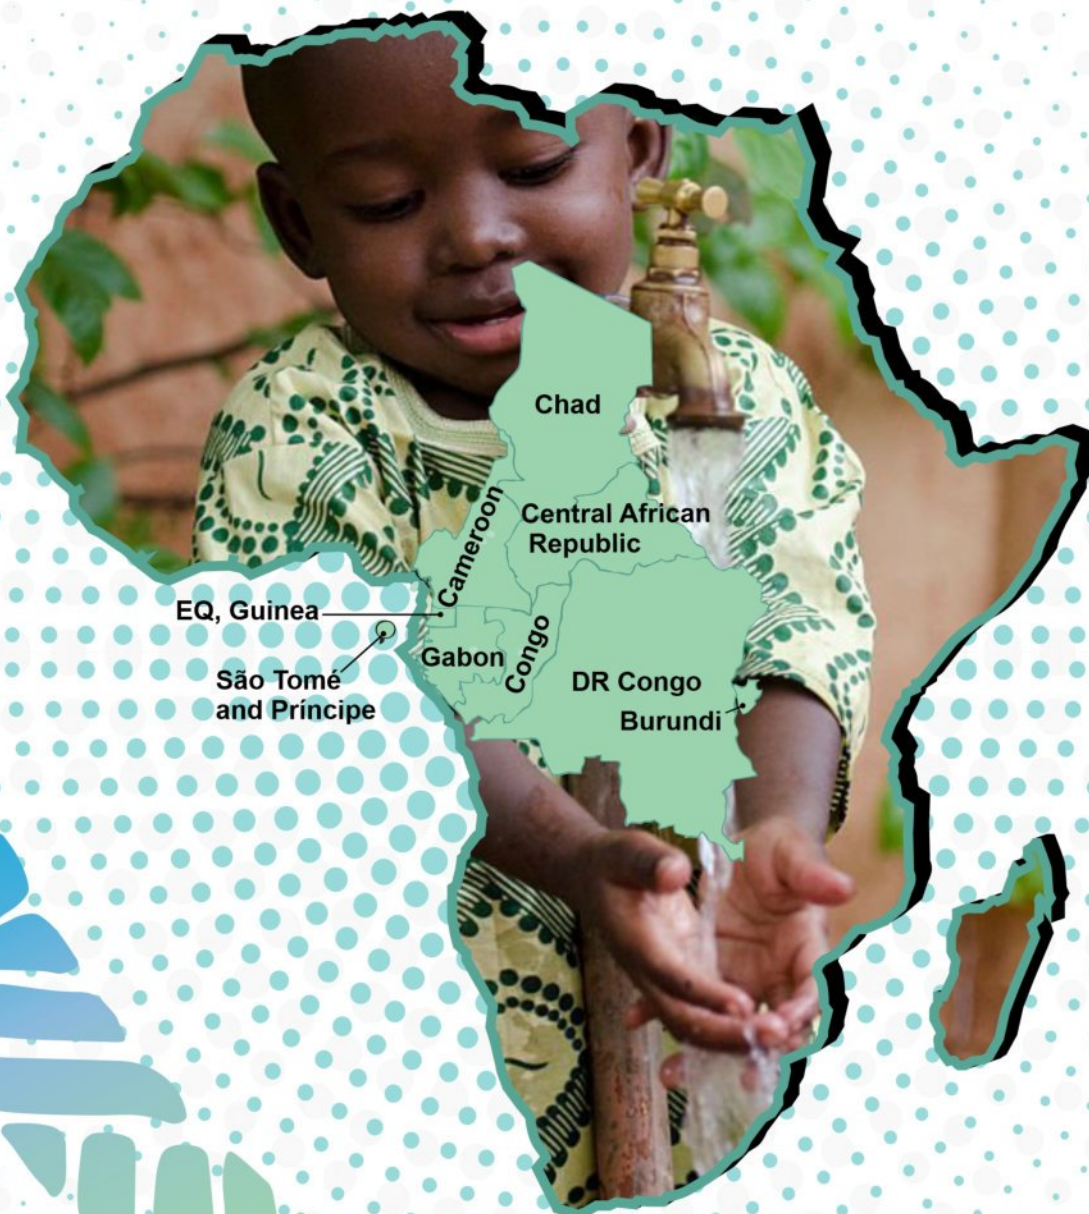 Chad
Central African
Republic
Cameroon
EQ, Guinea
São Tomé
and Príncipe
Gabon
Congo
DR Congo
Burundi